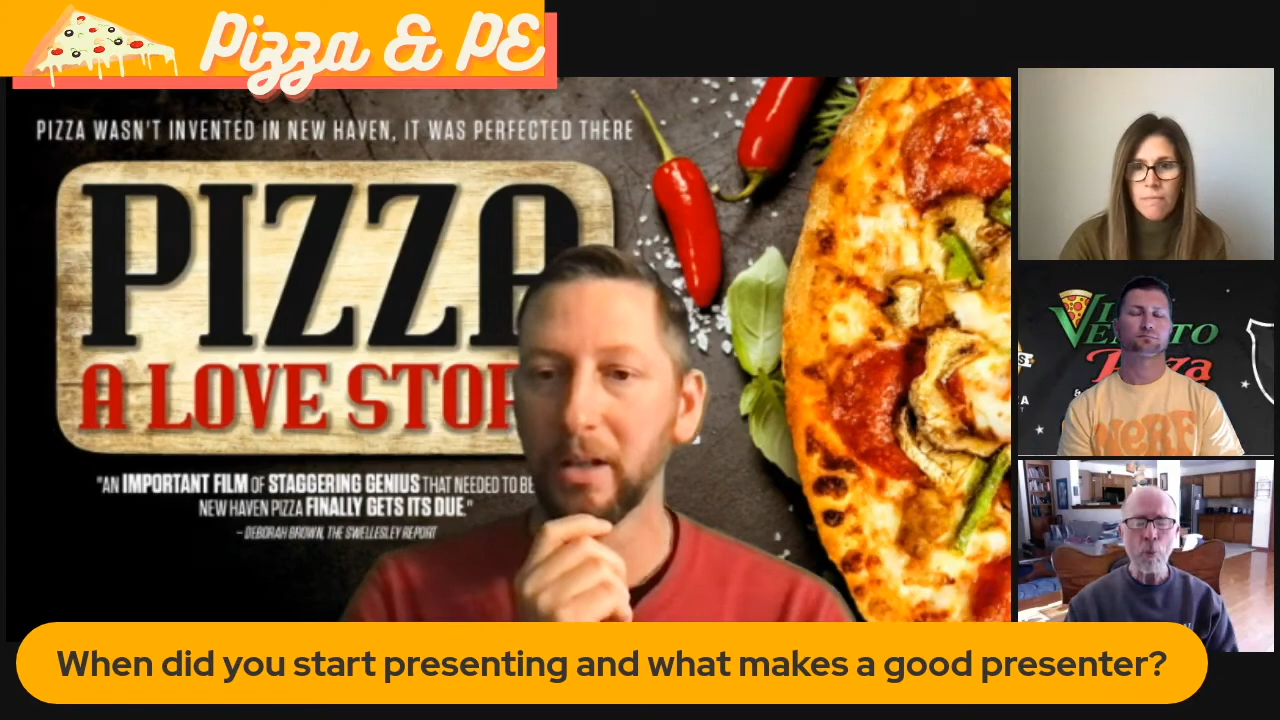 Pizza & PE
PIZZA WASN'T INVENTED IN NEW HAVEN, IT WAS PERFECTED THERE
PIZZA
A LOVE STOR
"AN IMPORTANT FILM OF STAGGERING GENIUS THAT NEEDED TO BE
NEW HAVEN PIZZA FINALLY GETS ITS DUE."
– DEBORAH BROWN, THE SWELLESLEY REPORT
Pizza
&
NERF
When did you start presenting and what makes a good presenter?